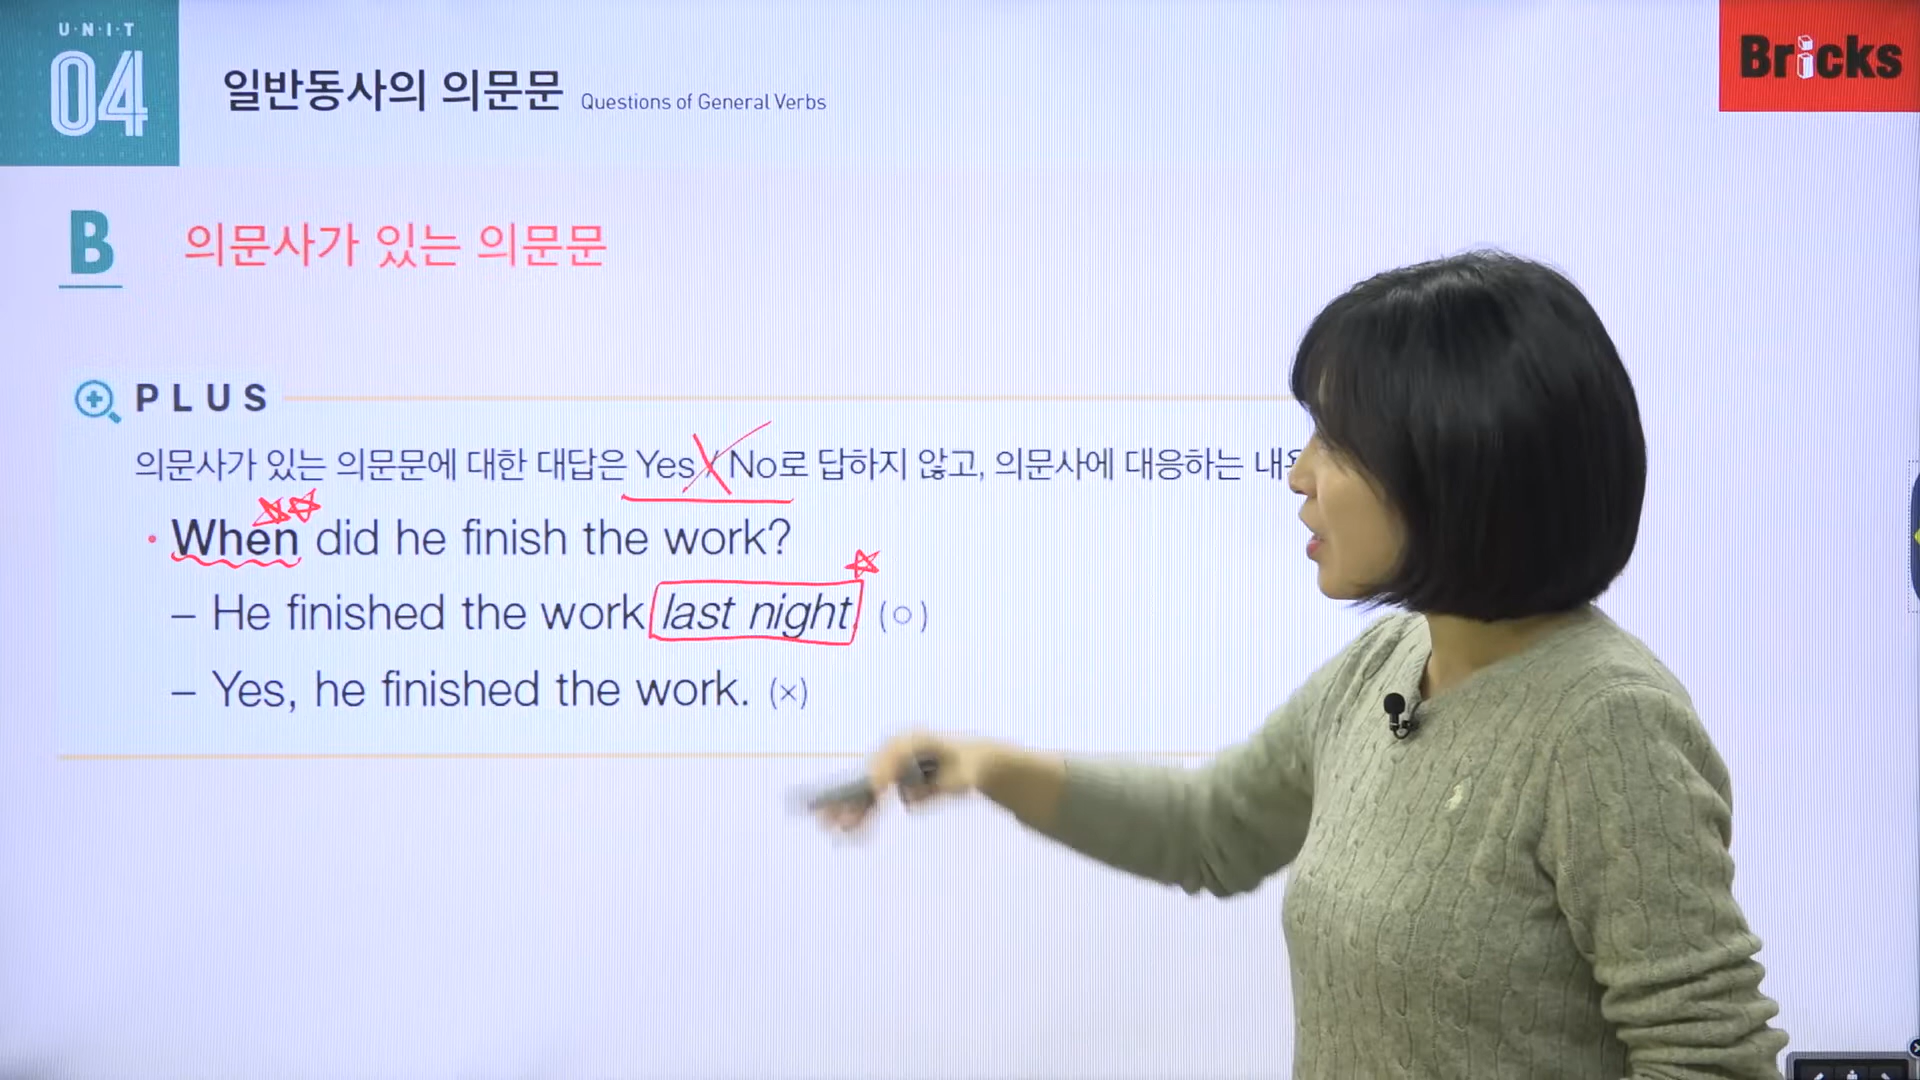 U·N·I·T
04
일반동사의 의문문 Questions of General Verbs
Bricks
B 의문사가 있는 의문문
PLUS
의문사가 있는 의문문에 대한 대답은 Yes / No로 답하지 않고, 의문사에 대응하는
• When did he finish the work?
– He finished the work last night. (○)
– Yes, he finished the work. (×)